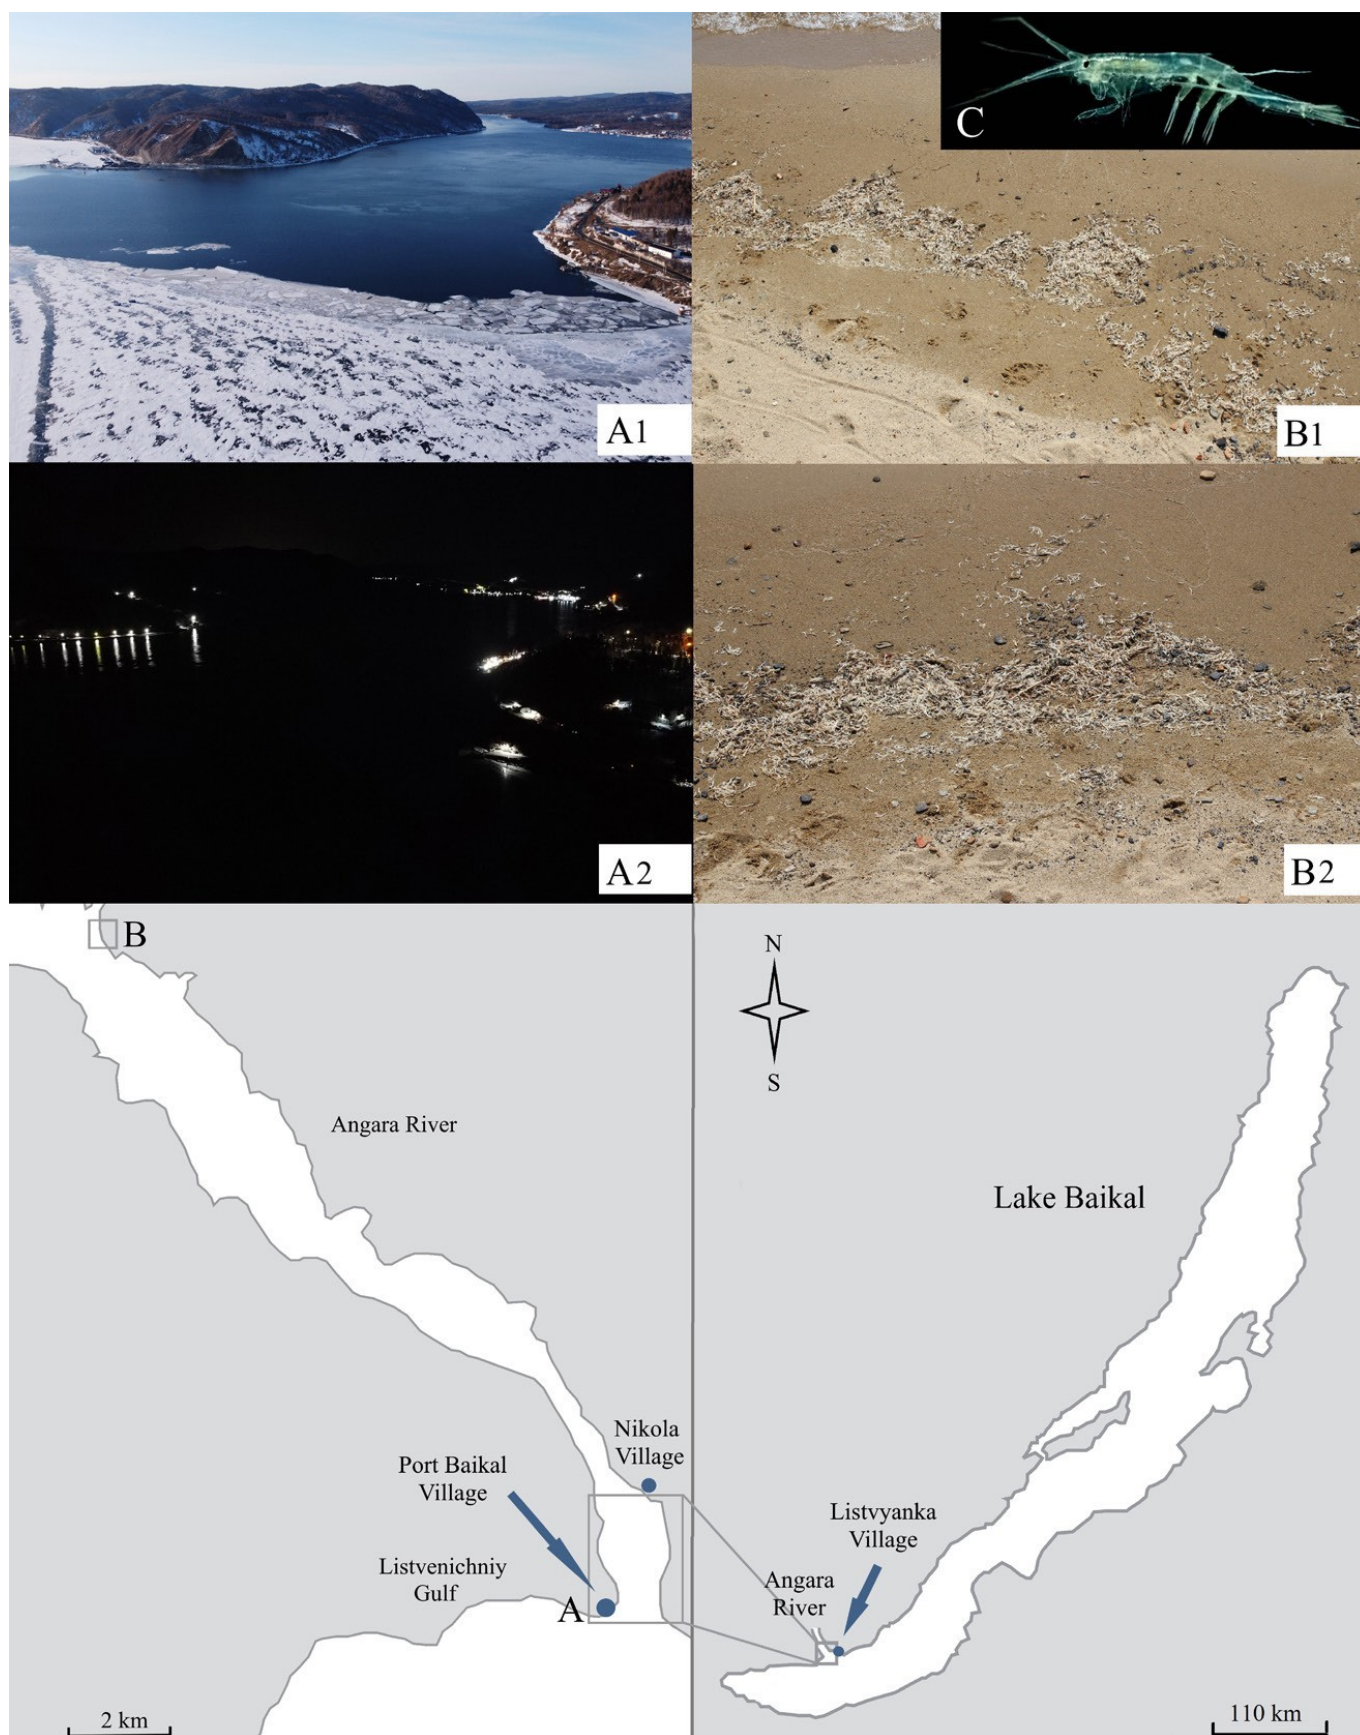 C
A1
B1
A2
B2
B
N
S
Angara River
Lake Baikal
Nikola
Village
Port Baikal
Village
Listvyanka
Village
Listvenichniy
Gulf
Angara
River
A
2 km
110 km